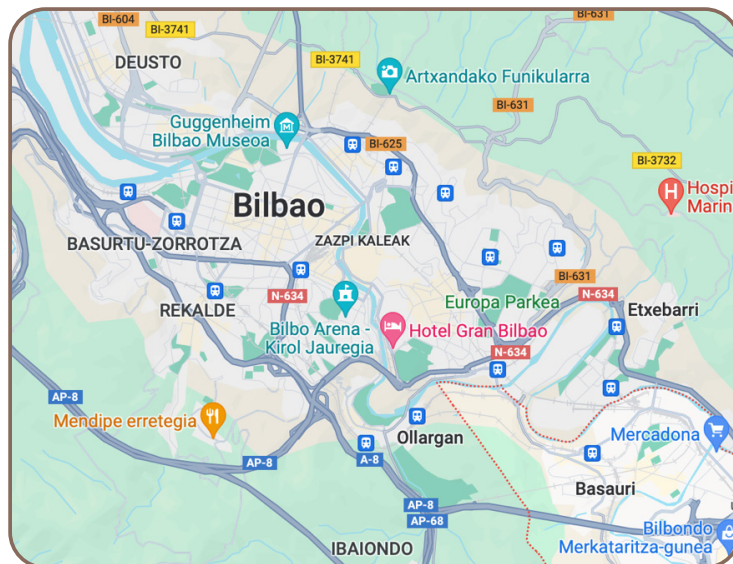 BI-604
BI-3741
BI-631
DEUSTO
BI-3741
Artxandako Funikularra
BI-631
Guggenheim
Bilbao Museoa
BI-625
BI-3732
Hospi
Marin
Bilbao
BASURTU-ZORROTZA
ZAZPI KALEAK
BI-631
N-634
N-634
REKALDE
Europa Parkea
Etxebarri
Bilbo Arena -
Kirol Jauregia
Hotel Gran Bilbao
N-634
AP-8
Mendipe erretegia
Ollargan
Mercadona
AP-8
A-8
Basauri
AP-8
AP-68
Bilbondo
Merkataritza-gunea
IBAIONDO